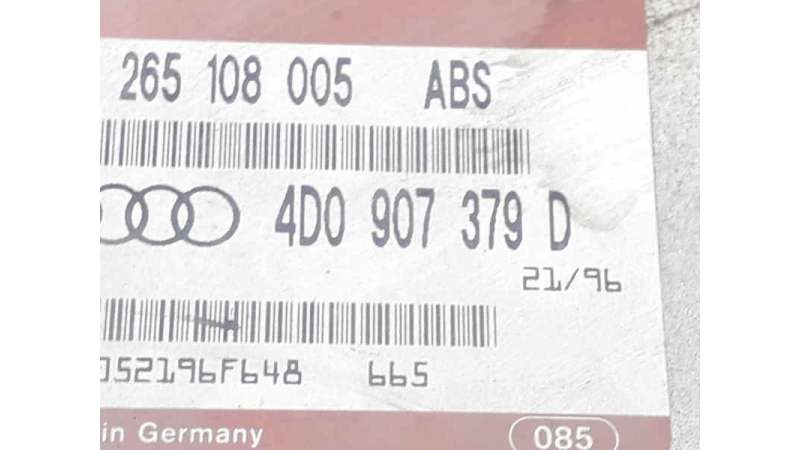 265 108 005 ABS
4D0 907 379 D
21/96
052196F648 665
in Germany 085